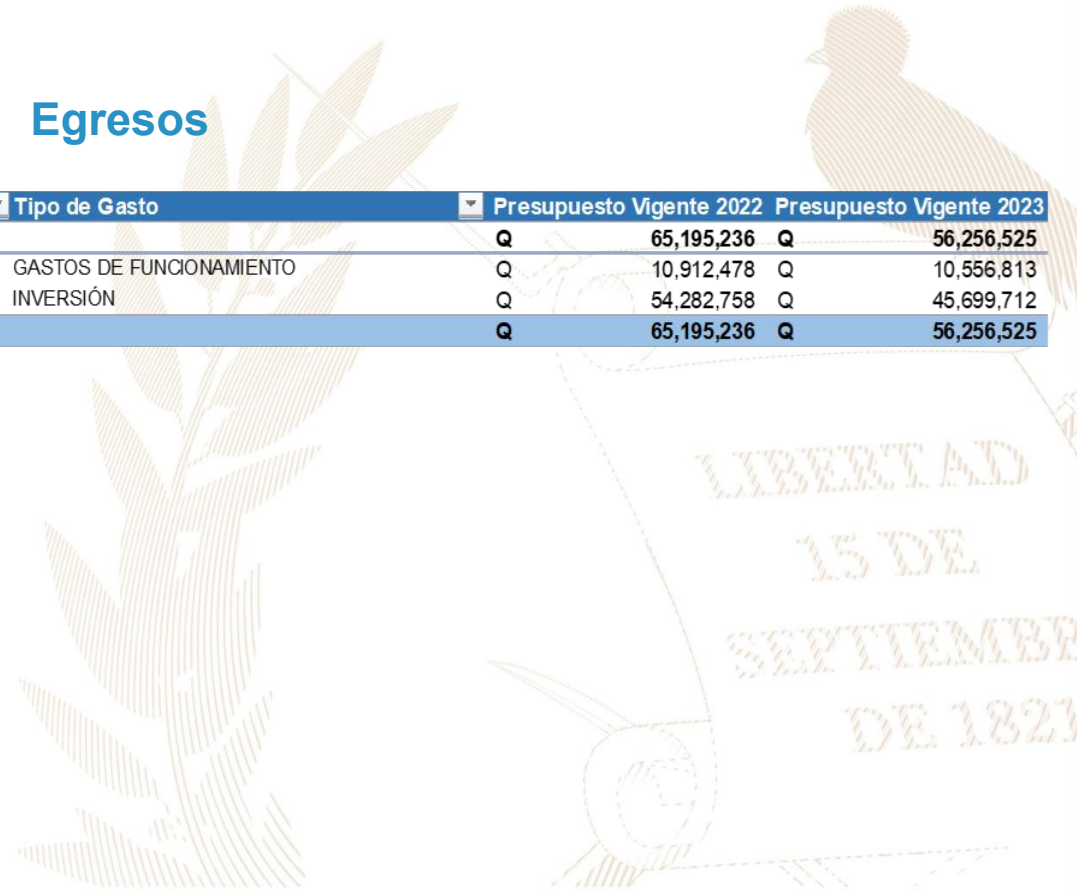 Egresos
Tipo de Gasto Presupuesto Vigente 2022 Presupuesto Vigente 2023
Q 65,195,236 Q 56,256,525
GASTOS DE FUNCIONAMIENTO Q 10,912,478 Q 10,556,813
INVERSIÓN Q 54,282,758 Q 45,699,712
Q 65,195,236 Q 56,256,525
LIBERTAD
15 DE
SEPTIEMBRE
DE 1821